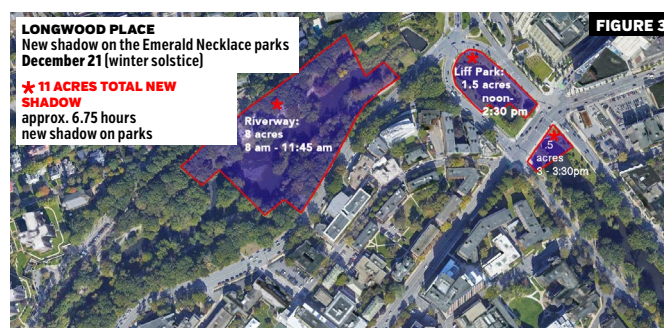 LONGWOOD PLACE
New shadow on the Emerald Necklace parks
December 21 (winter solstice)
* 11 ACRES TOTAL NEW
SHADOW
approx. 6.75 hours
new shadow on parks
FIGURE 3
Riverway:
8 acres
8 am - 11:45 am
Liff Park:
1.5 acres
noon-
2:30 pm
.5
acres
3 - 3:30pm